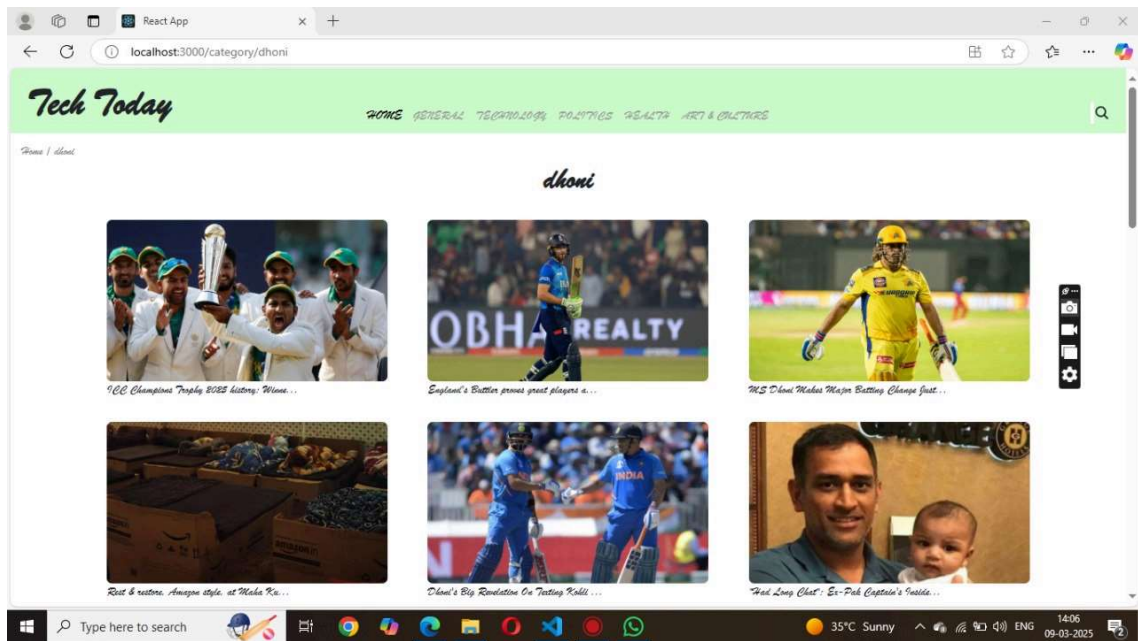 React App
localhost:3000/category/dhoni
Tech Today
HOME GENERAL TECHNOLOGY POLITICS HEALTH ART & CULTURE
Home / dhoni
dhoni
OBHA REALTY
ICC Champions Trophy 2025 history: Winne...
England's Buttler proves great players a...
MS Dhoni Makes Major Batting Change Just...
amazon
INDIA
Rest & restore, Amazon style, at Maha Ku...
Dhoni's Big Revelation On Texting Kohli ...
'Had Long Chat': Ex-Pak Captain's Inside...
Type here to search
35°C Sunny
ENG
14:06
09-03-2025
2